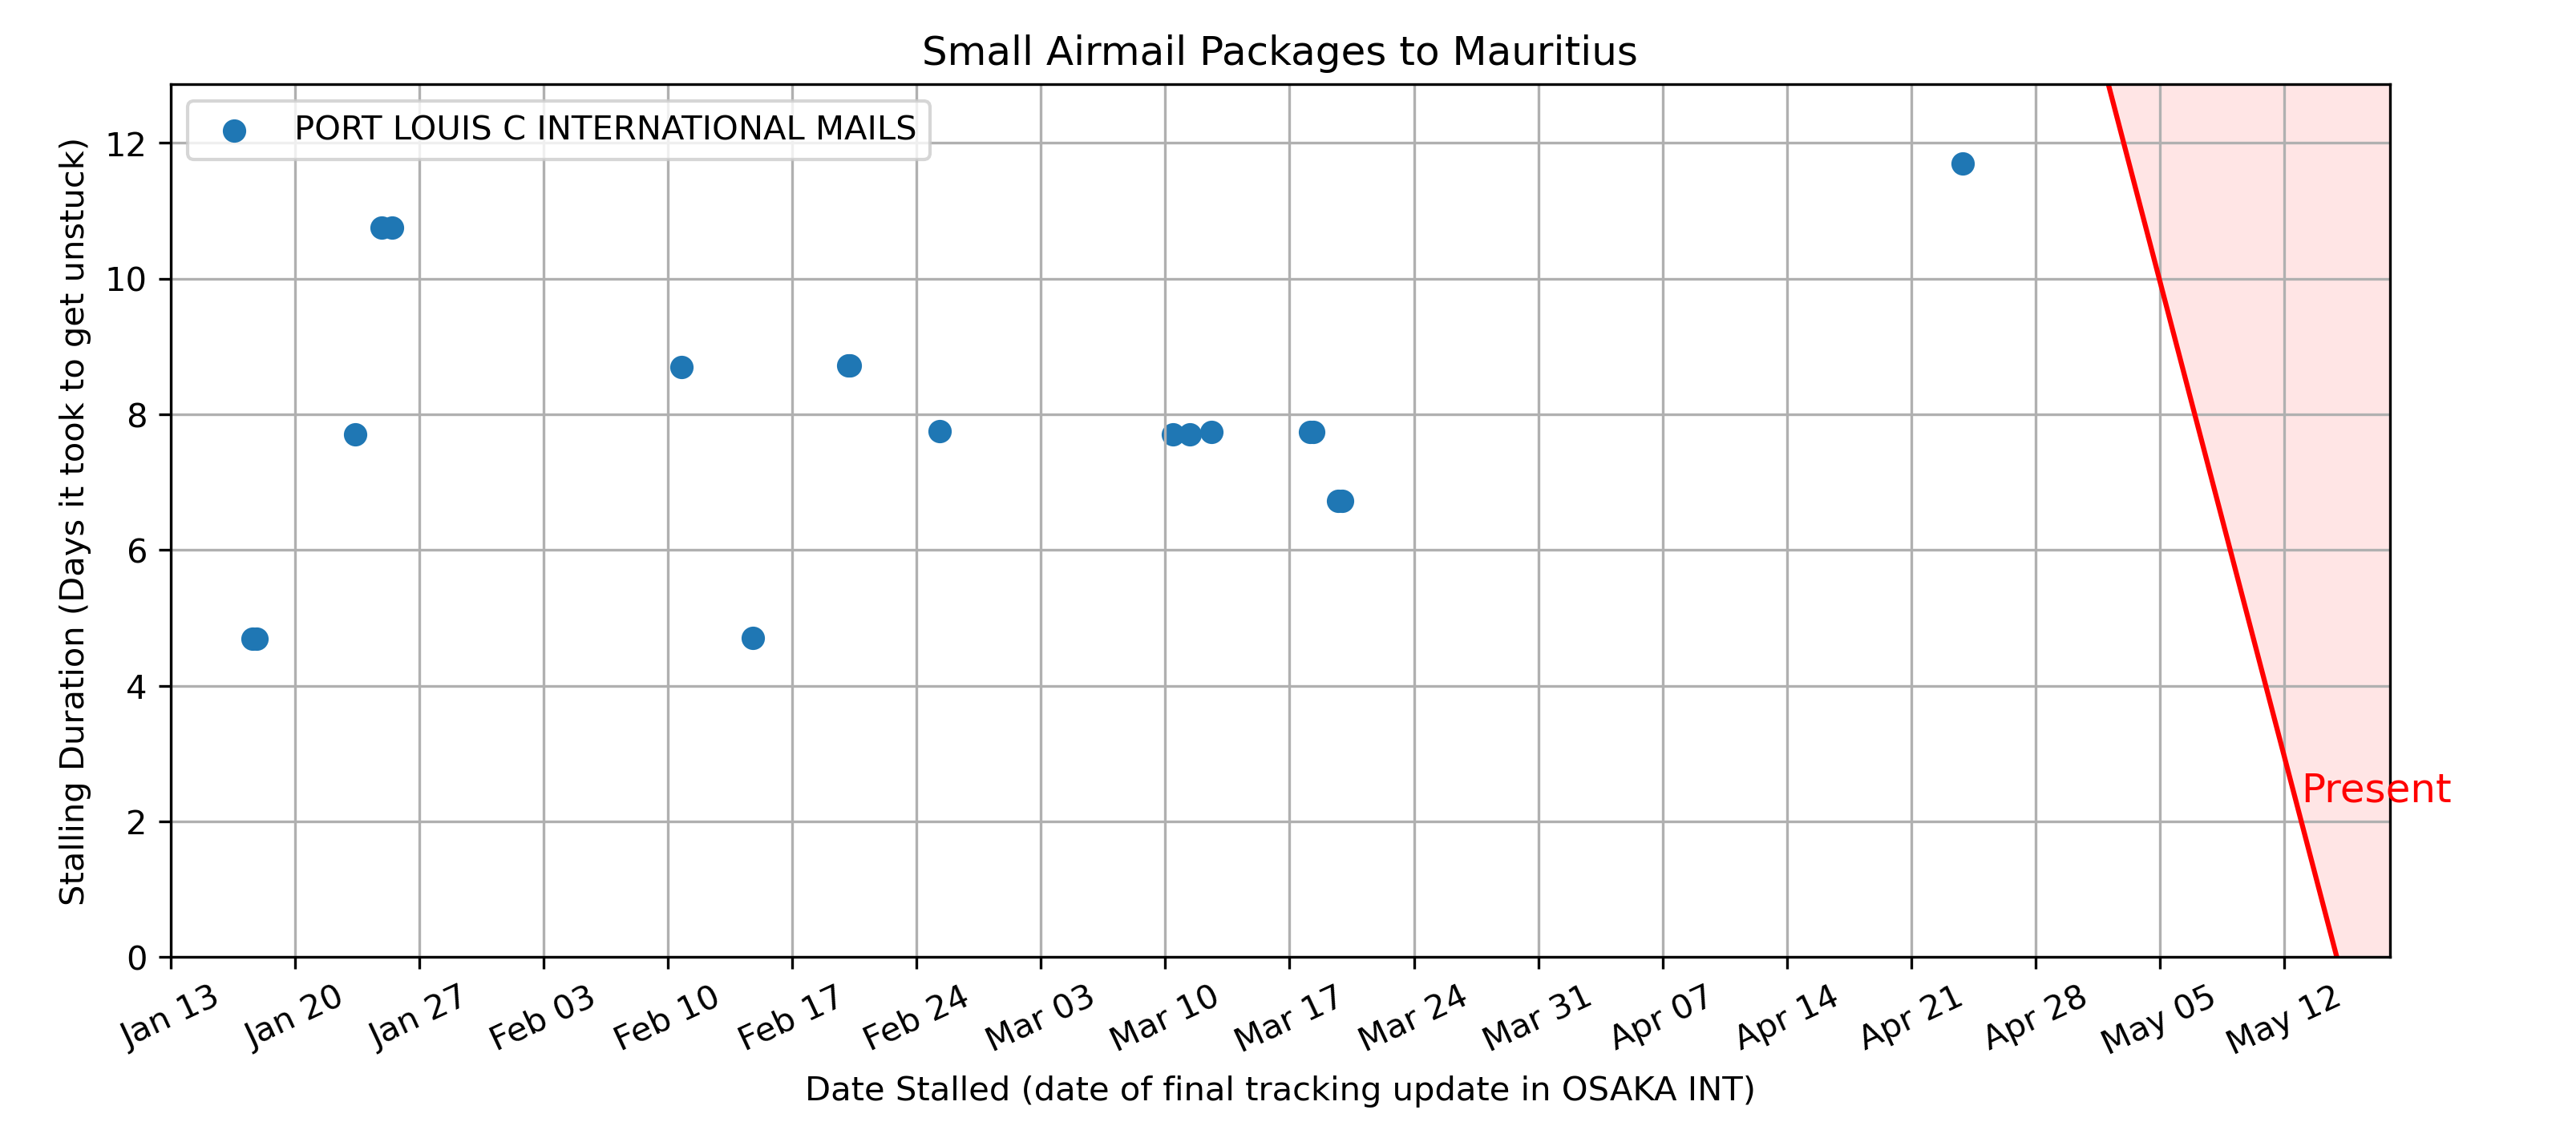 Small Airmail Packages to Mauritius
PORT LOUIS C INTERNATIONAL MAILS
Stalling Duration (Days it took to get unstuck)
12
10
8
6
4
2
0
Present
Jan 13
Jan 20
Jan 27
Feb 03
Feb 10
Feb 17
Feb 24
Mar 03
Mar 10
Mar 17
Mar 24
Mar 31
Apr 07
Apr 14
Apr 21
Apr 28
May 05
May 12
Date Stalled (date of final tracking update in OSAKA INT)